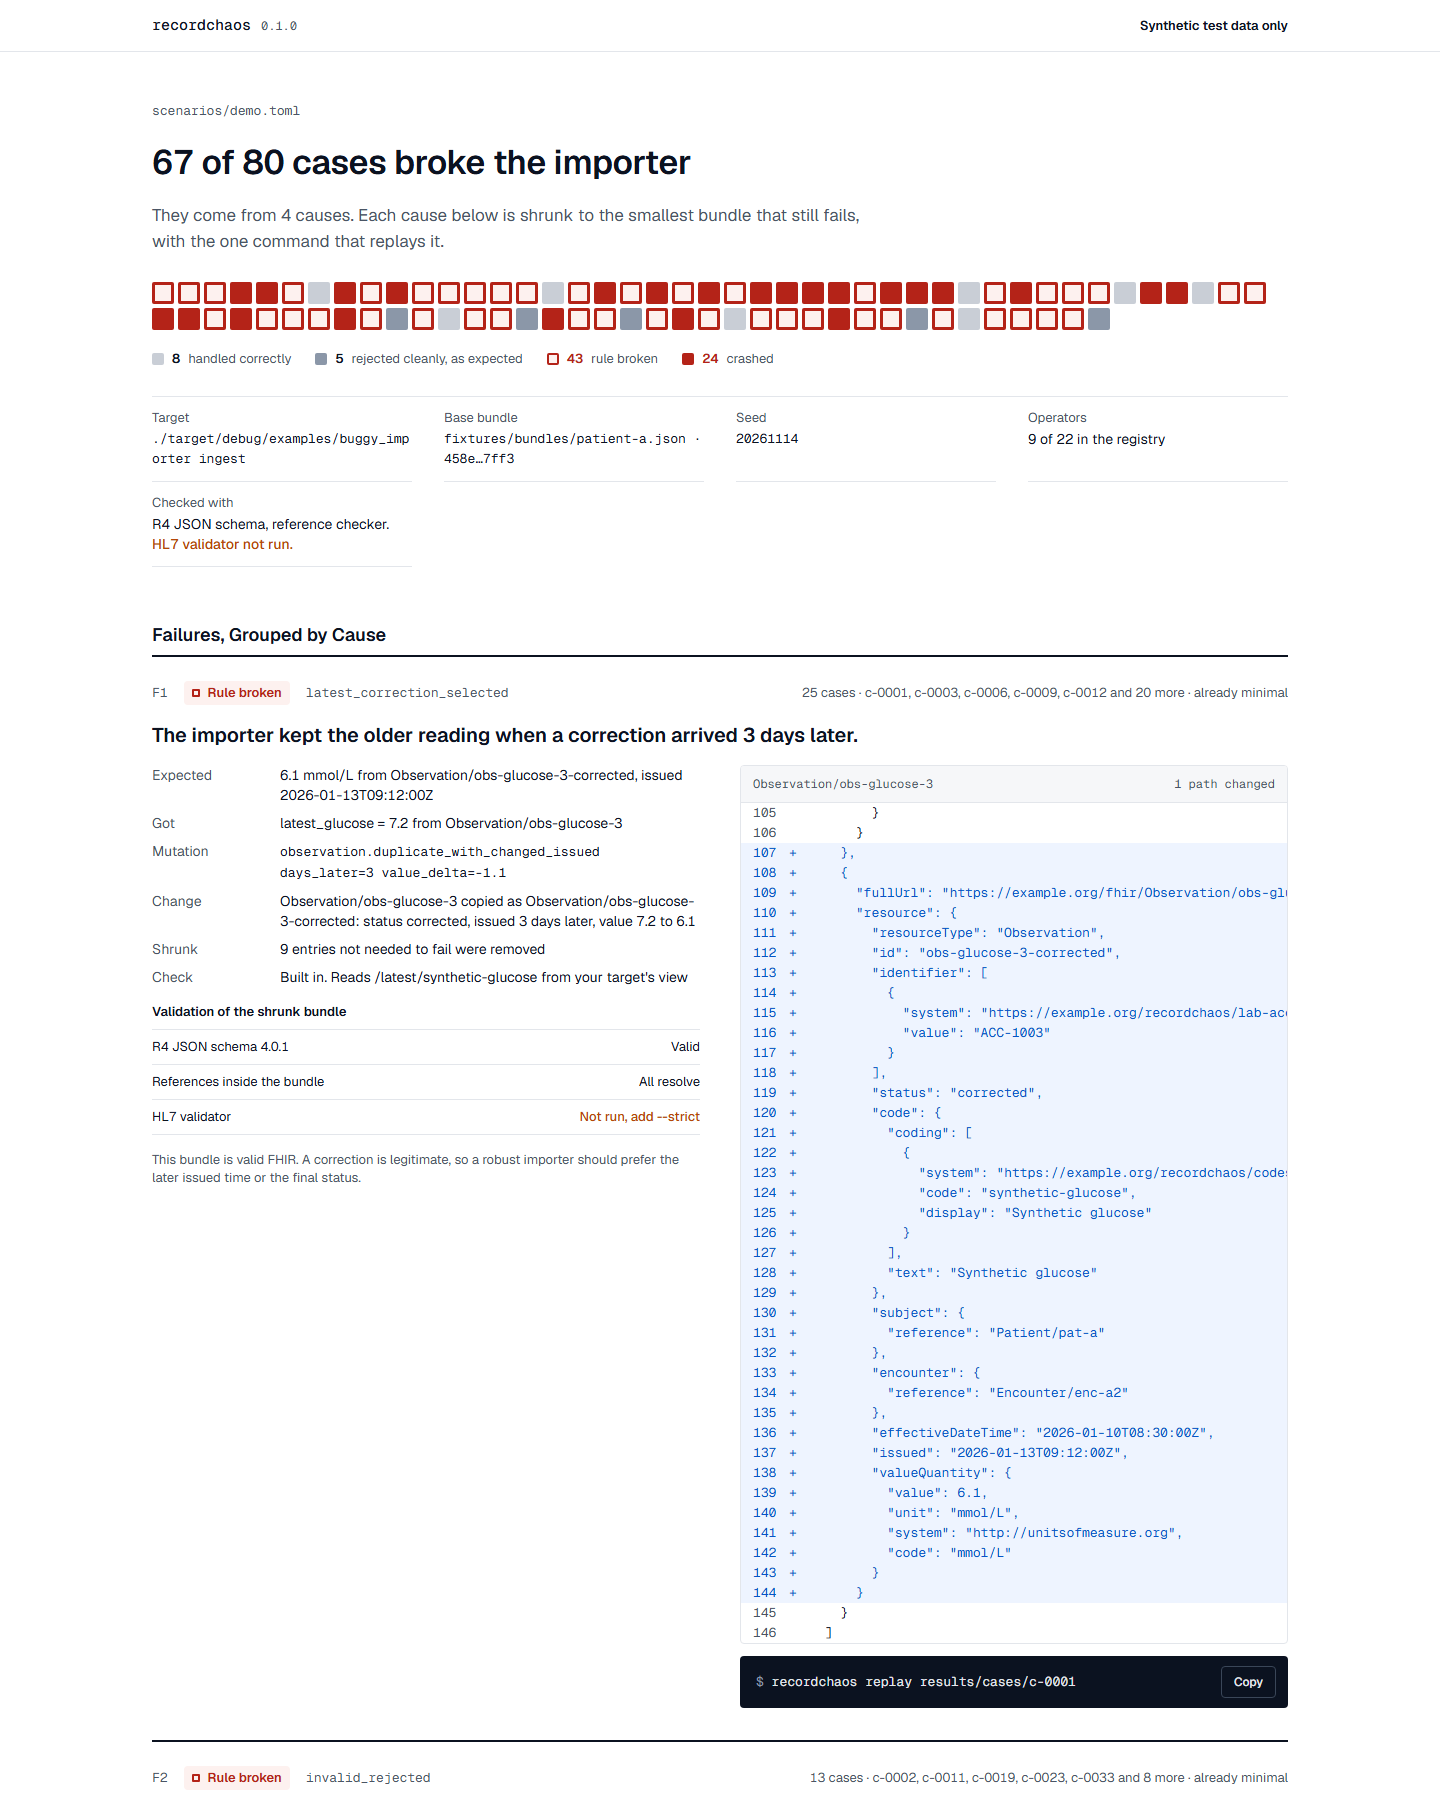 recordchaos 0.1.0
Synthetic test data only
scenarios/demo.toml
67 of 80 cases broke the importer
They come from 4 causes. Each cause below is shrunk to the smallest bundle that still fails,
with the one command that replays it.
8 handled correctly
5 rejected cleanly, as expected
43 rule broken
24 crashed
Target
./target/debug/examples/buggy_imp
orter ingest
Base bundle
fixtures/bundles/patient-a.json ·
458e…7ff3
Seed
20261114
Operators
9 of 22 in the registry
Checked with
R4 JSON schema, reference checker.
HL7 validator not run.
Failures, Grouped by Cause
F1 Rule broken latest_correction_selected
25 cases · c-0001, c-0003, c-0006, c-0009, c-0012 and 20 more · already minimal
The importer kept the older reading when a correction arrived 3 days later.
Expected
6.1 mmol/L from Observation/obs-glucose-3-corrected, issued
2026-01-13T09:12:00Z
Got
latest_glucose = 7.2 from Observation/obs-glucose-3
Mutation
observation.duplicate_with_changed_issued
days_later=3 value_delta=-1.1
Change
Observation/obs-glucose-3 copied as Observation/obs-glucose-
3-corrected: status corrected, issued 3 days later, value 7.2 to 6.1
Shrunk
9 entries not needed to fail were removed
Check
Built in. Reads /latest/synthetic-glucose from your target's view
Validation of the shrunk bundle
R4 JSON schema 4.0.1
Valid
References inside the bundle
All resolve
HL7 validator
Not run, add --strict
This bundle is valid FHIR. A correction is legitimate, so a robust importer should prefer the
later issued time or the final status.
Observation/obs-glucose-3
1 path changed
105 }
106 }
107 + },
108 + {
109 + "fullUrl": "https://example.org/fhir/Observation/obs-glu
110 + "resource": {
111 + "resourceType": "Observation",
112 + "id": "obs-glucose-3-corrected",
113 + "identifier": [
114 + {
115 + "system": "https://example.org/recordchaos/lab-acc
116 + "value": "ACC-1003"
117 + }
118 + ],
119 + "status": "corrected",
120 + "code": {
121 + "coding": [
122 + {
123 + "system": "https://example.org/recordchaos/codes
124 + "code": "synthetic-glucose",
125 + "display": "Synthetic glucose"
126 + }
127 + ],
128 + "text": "Synthetic glucose"
129 + },
130 + "subject": {
131 + "reference": "Patient/pat-a"
132 + },
133 + "encounter": {
134 + "reference": "Encounter/enc-a2"
135 + },
136 + "effectiveDateTime": "2026-01-10T08:30:00Z",
137 + "issued": "2026-01-13T09:12:00Z",
138 + "valueQuantity": {
139 + "value": 6.1,
140 + "unit": "mmol/L",
141 + "system": "http://unitsofmeasure.org",
142 + "code": "mmol/L"
143 + }
144 + }
145 }
146 ]
$ recordchaos replay results/cases/c-0001
Copy
F2 Rule broken invalid_rejected
13 cases · c-0002, c-0011, c-0019, c-0023, c-0033 and 8 more · already minimal